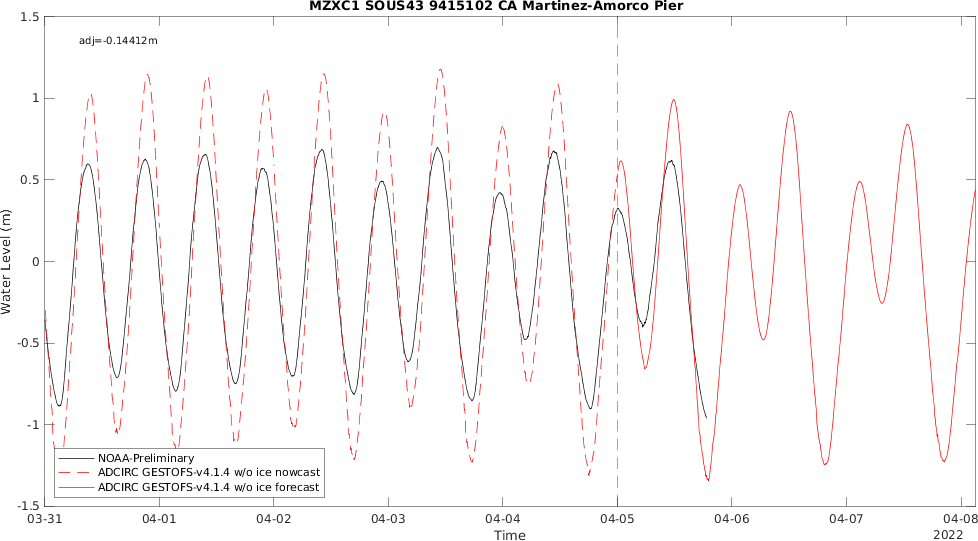 MZXC1 SOUS43 9415102 CA Martinez-Amorco Pier
adj=-0.14412m
1.5
1
0.5
0
-0.5
-1
-1.5
Water Level (m)
NOAA-Preliminary
ADCIRC GESTOFS-v4.1.4 w/o ice nowcast
ADCIRC GESTOFS-v4.1.4 w/o ice forecast
03-31 04-01 04-02 04-03 04-04 04-05 04-06 04-07 04-08
Time
2022